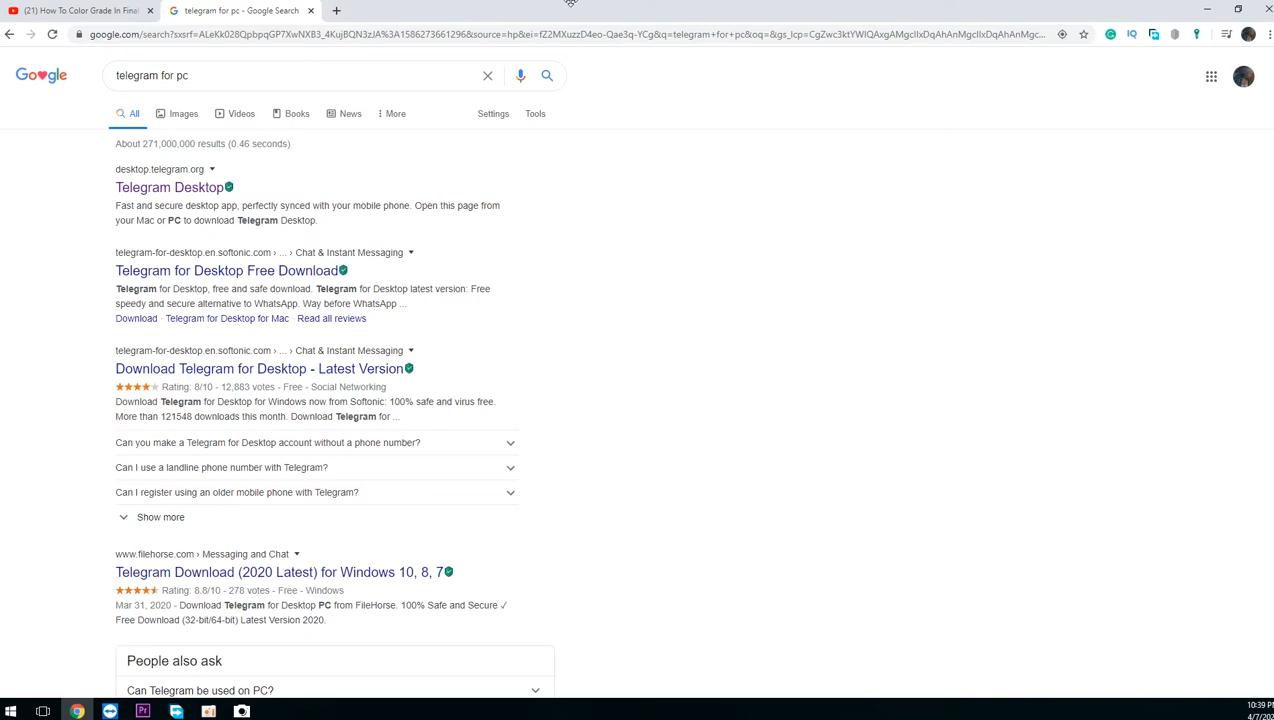 (21) How To Color Grade In Final
telegram for pc - Google Search
google.com/search?sxsrf=ALeKk028QpbpqGP7XwNXB3_4KujBQN3zJA%3A1586273661296&source=hp&ei=fZ2MXuzzD4eo-Qae3q-YCg&q=telegram+for+pc&oq=&gs_lcp=CgZwc3ktYWIQAxgAMgcIIxDqAhAnMgcIIxDqAhAnMgcIIxDqAhAnMgc...
Google
telegram for pc
All Images Videos Books News More Settings Tools
About 271,000,000 results (0.46 seconds)
desktop.telegram.org
Telegram Desktop
Fast and secure desktop app, perfectly synced with your mobile phone. Open this page from
your Mac or PC to download Telegram Desktop.
telegram-for-desktop.en.softonic.com › ... › Chat & Instant Messaging
Telegram for Desktop Free Download
Telegram for Desktop, free and safe download. Telegram for Desktop latest version: Free
speedy and secure alternative to WhatsApp. Way before WhatsApp ...
Download · Telegram for Desktop for Mac · Read all reviews
telegram-for-desktop.en.softonic.com › ... › Chat & Instant Messaging
Download Telegram for Desktop - Latest Version
Rating: 8/10 - 12,883 votes - Free - Social Networking
Download Telegram for Desktop for Windows now from Softonic: 100% safe and virus free.
More than 121548 downloads this month. Download Telegram for ...
Can you make a Telegram for Desktop account without a phone number?
Can I use a landline phone number with Telegram?
Can I register using an older mobile phone with Telegram?
Show more
www.filehorse.com › Messaging and Chat
Telegram Download (2020 Latest) for Windows 10, 8, 7
Rating: 8.8/10 - 278 votes - Free - Windows
Mar 31, 2020 - Download Telegram for Desktop PC from FileHorse. 100% Safe and Secure ✓
Free Download (32-bit/64-bit) Latest Version 2020.
People also ask
Can Telegram be used on PC?
Pr
10:39 PM
4/7/202